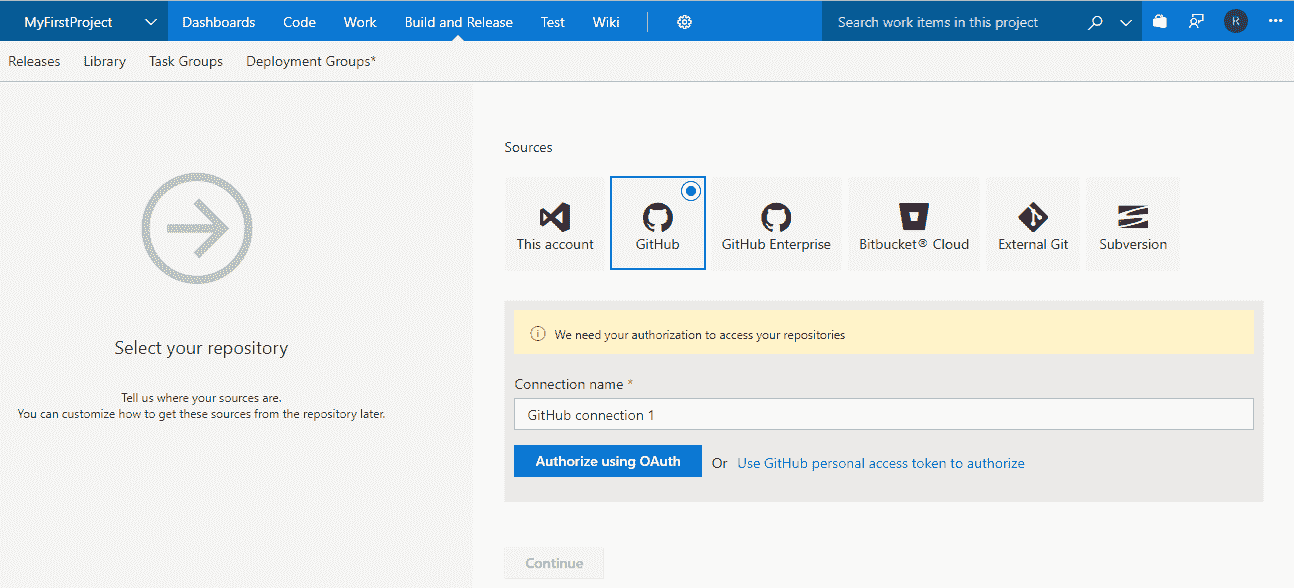 MyFirstProject Dashboards Code Work Build and Release Test Wiki Search work items in this project R
Releases Library Task Groups Deployment Groups*
Sources
This account GitHub GitHub Enterprise Bitbucket® Cloud External Git Subversion
Select your repository
Tell us where your sources are.
You can customize how to get these sources from the repository later.
We need your authorization to access your repositories
Connection name *
GitHub connection 1
Authorize using OAuth Or Use GitHub personal access token to authorize
Continue